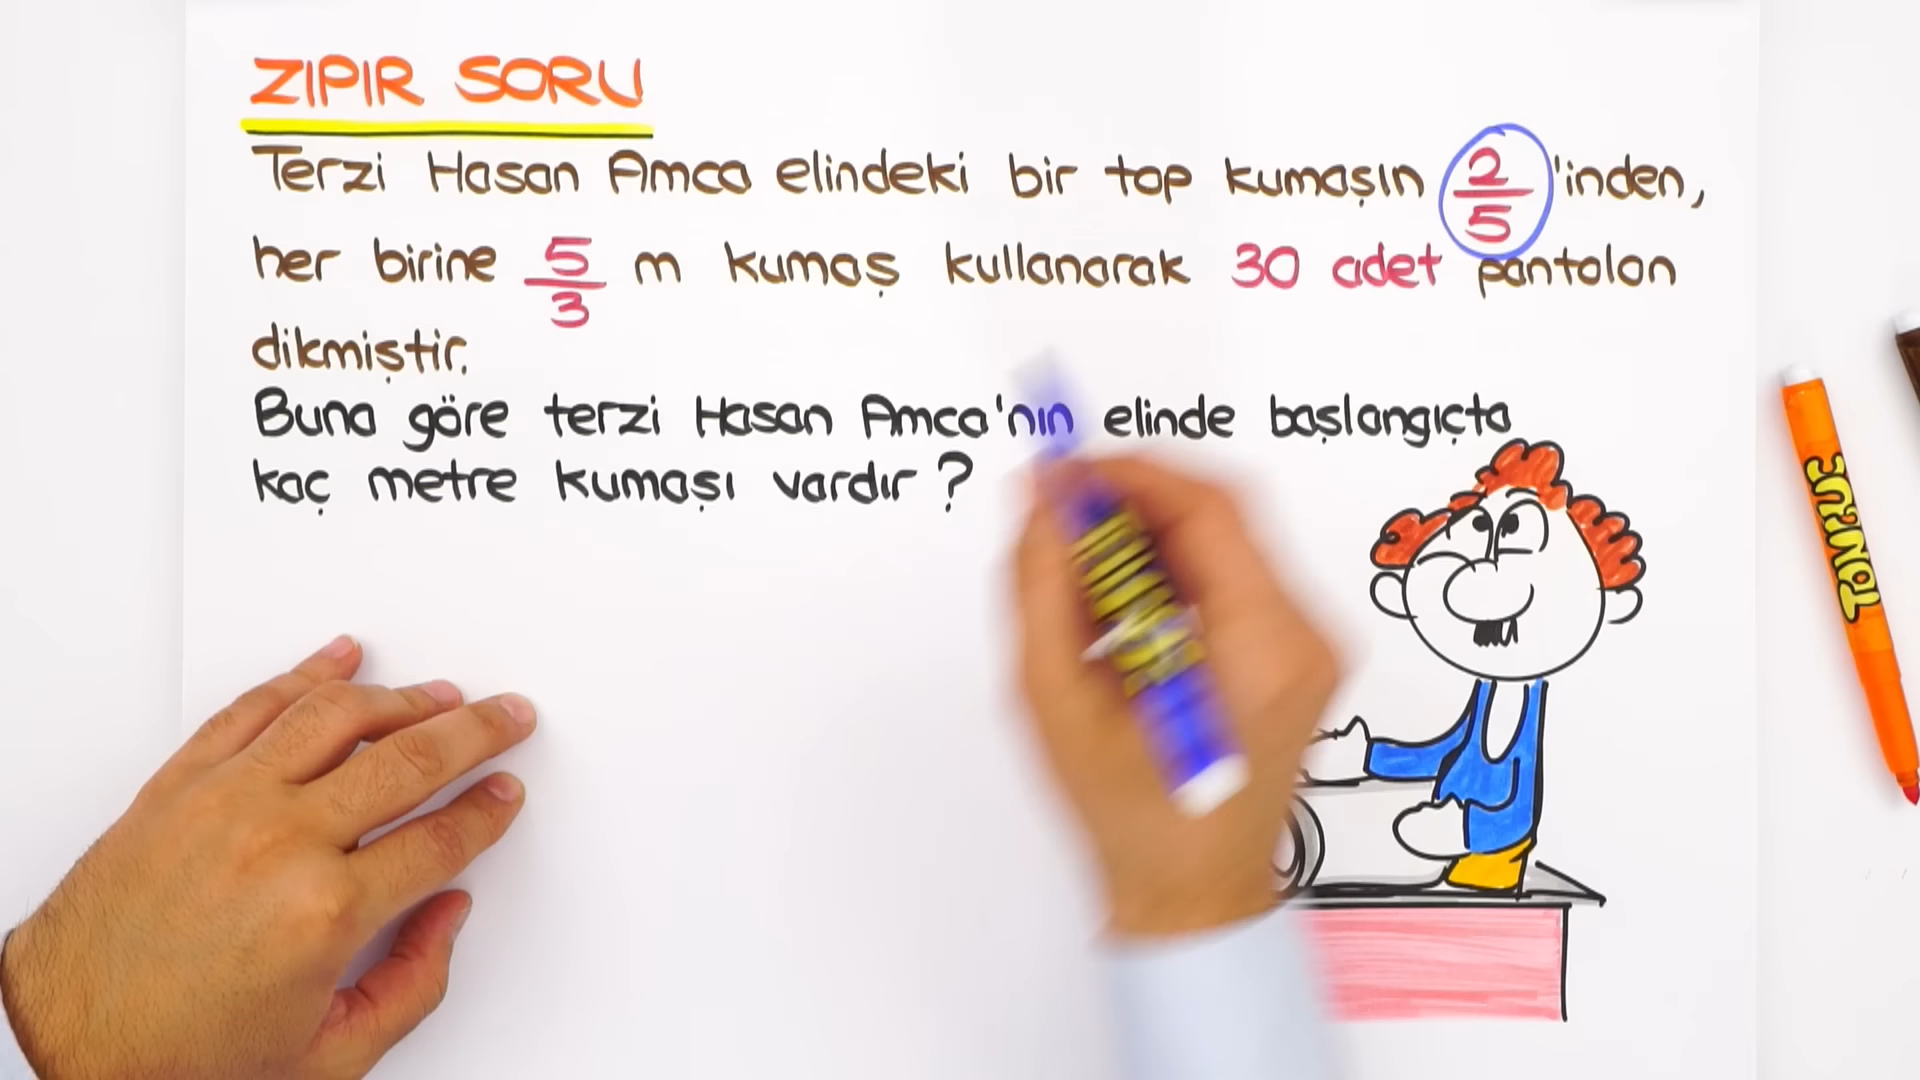 ZIPIR SORU
Terzi Hasan Amca elindeki bir top kumaşın 2/5'inden,
her birine 5/3 m kumaş kullanarak 30 adet pantolon
dikmiştir.
Buna göre terzi Hasan Amca'nın elinde başlangıçta
kaç metre kumaşı vardır ?